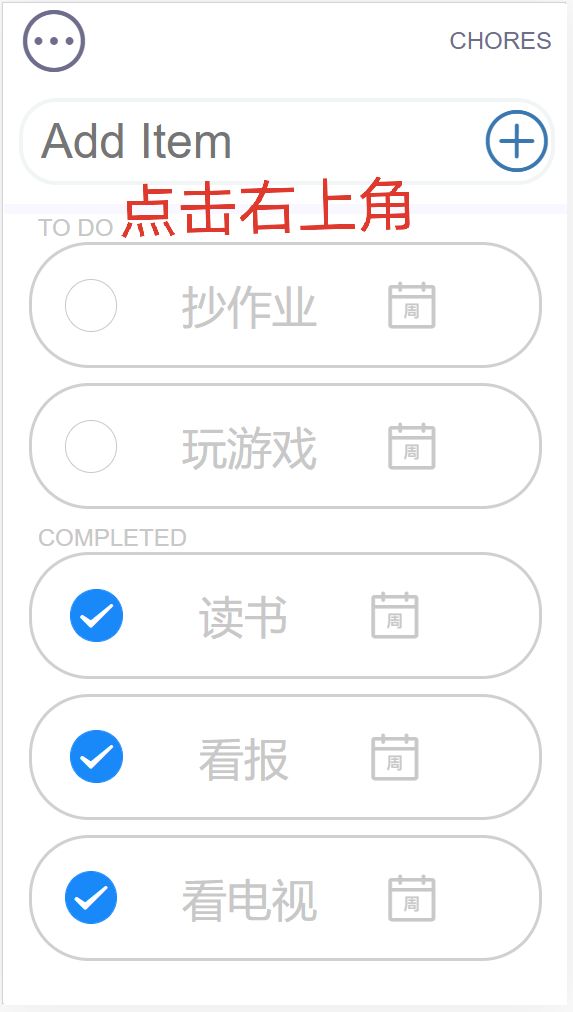 CHORES
Add Item
点击右上角
TO DO
抄作业 周
玩游戏 周
COMPLETED
读书 周
看报 周
看电视 周